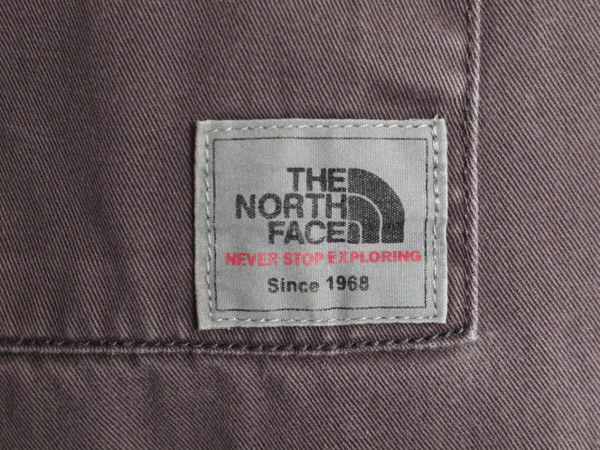 THE
NORTH
FACE
NEVER STOP EXPLORING
Since 1968